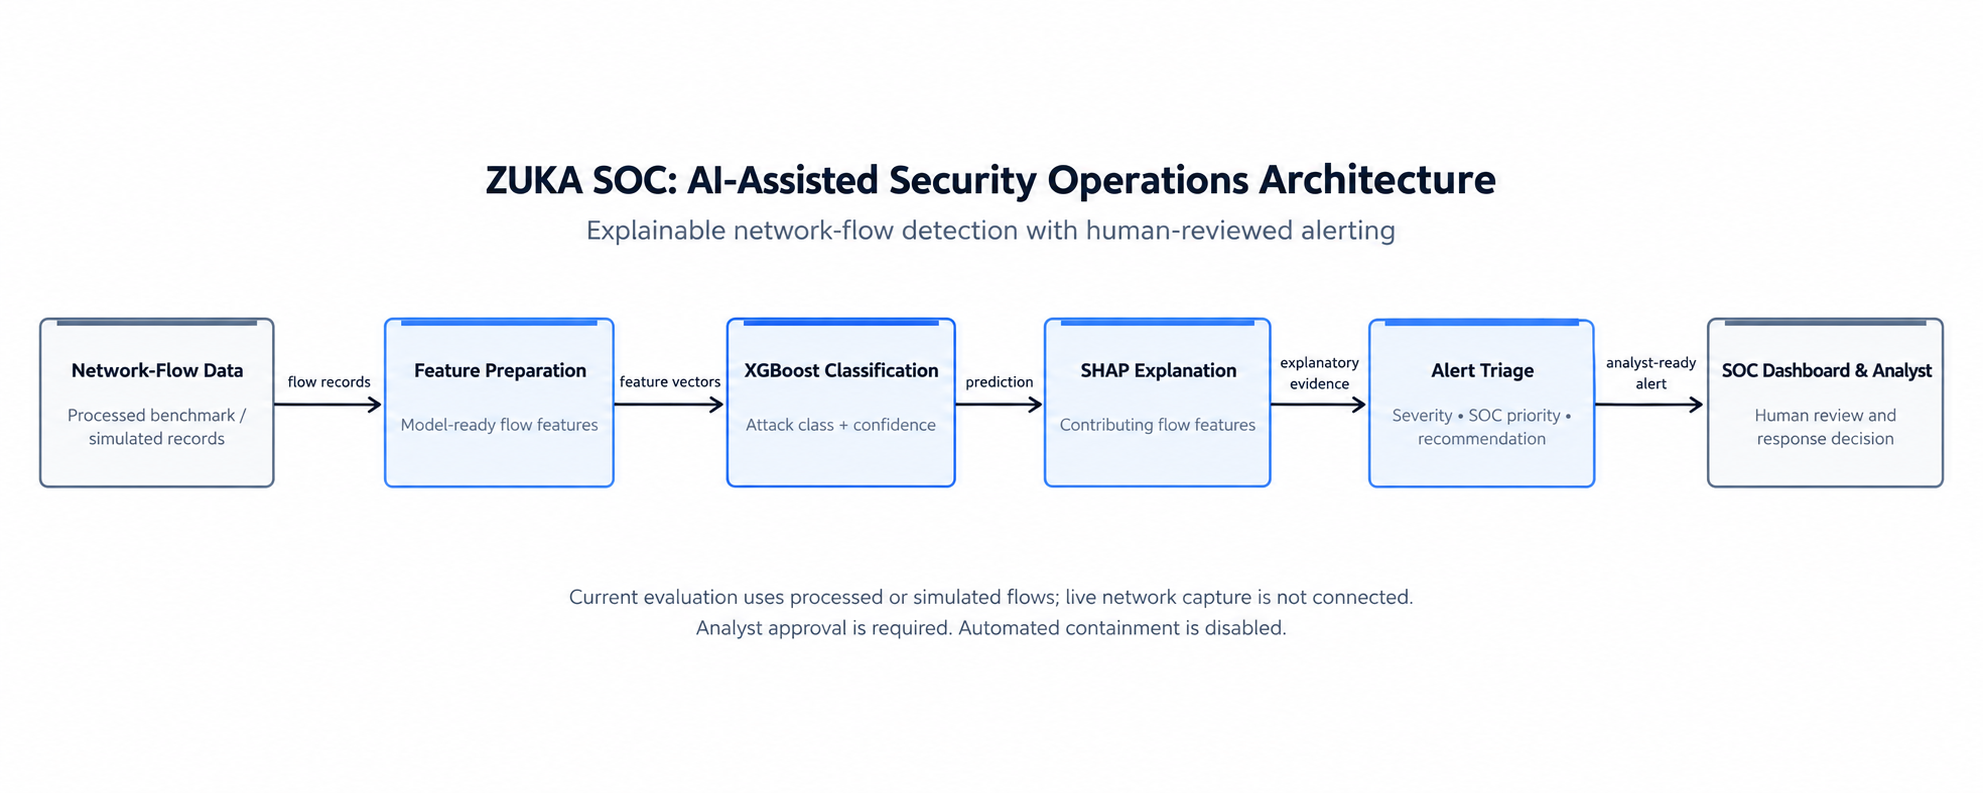 ZUKA SOC: AI-Assisted Security Operations Architecture
Explainable network-flow detection with human-reviewed alerting
Network-Flow Data
Processed benchmark /
simulated records
flow records
Feature Preparation
Model-ready flow features
feature vectors
XGBoost Classification
Attack class + confidence
prediction
SHAP Explanation
Contributing flow features
explanatory
evidence
Alert Triage
Severity • SOC priority •
recommendation
analyst-ready
alert
SOC Dashboard & Analyst
Human review and
response decision
Current evaluation uses processed or simulated flows; live network capture is not connected.
Analyst approval is required. Automated containment is disabled.